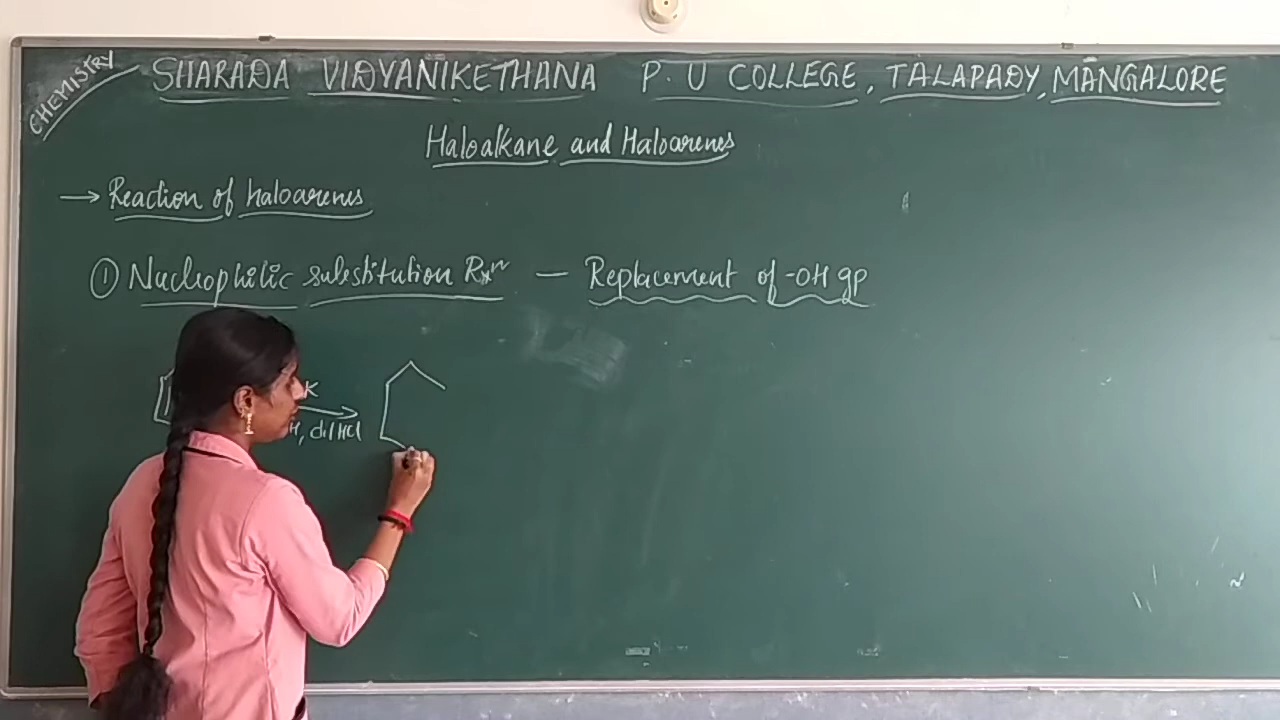 CHEMISTRY
SHARADA VIDYANIKETHANA P.U COLLEGE, TALAPADY, MANGALORE
Haloalkane and Haloarenes
→ Reaction of haloarenes
① Nucleophilic substitution Rxn — Replacement of -OH gp
K
H, dil HCl